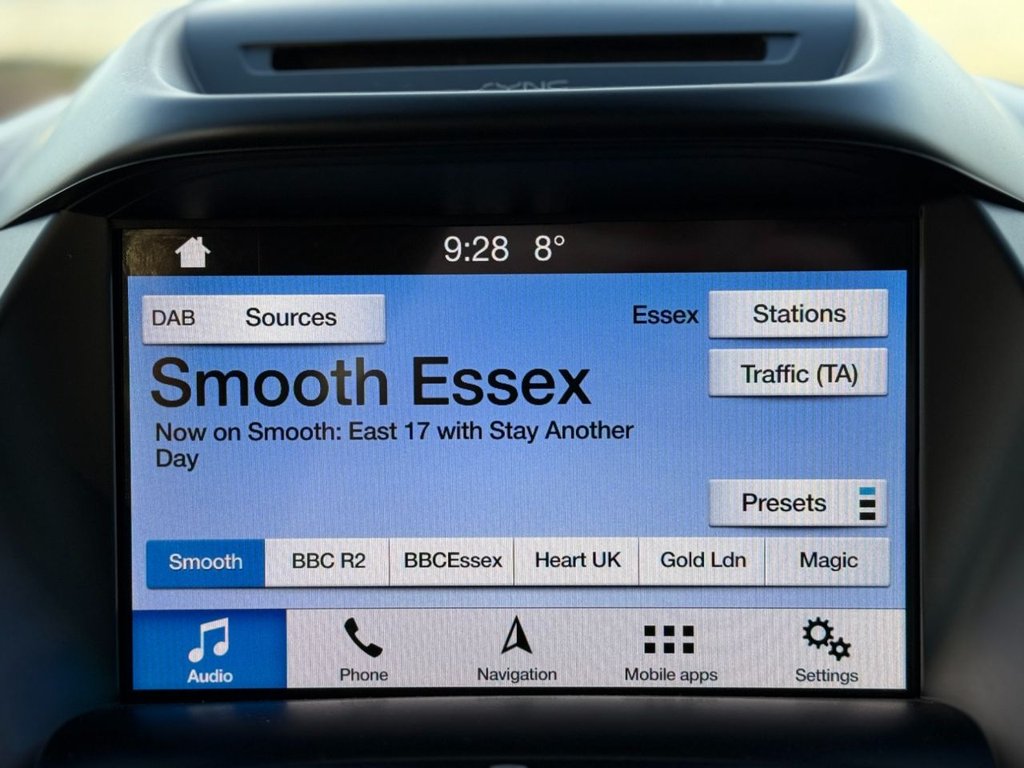 SYNC
9:28 8°
DAB Sources
Essex Stations
Smooth Essex
Traffic (TA)
Now on Smooth: East 17 with Stay Another
Day
Presets
Smooth BBC R2 BBCEssex Heart UK Gold Ldn Magic
Audio Phone Navigation Mobile apps Settings